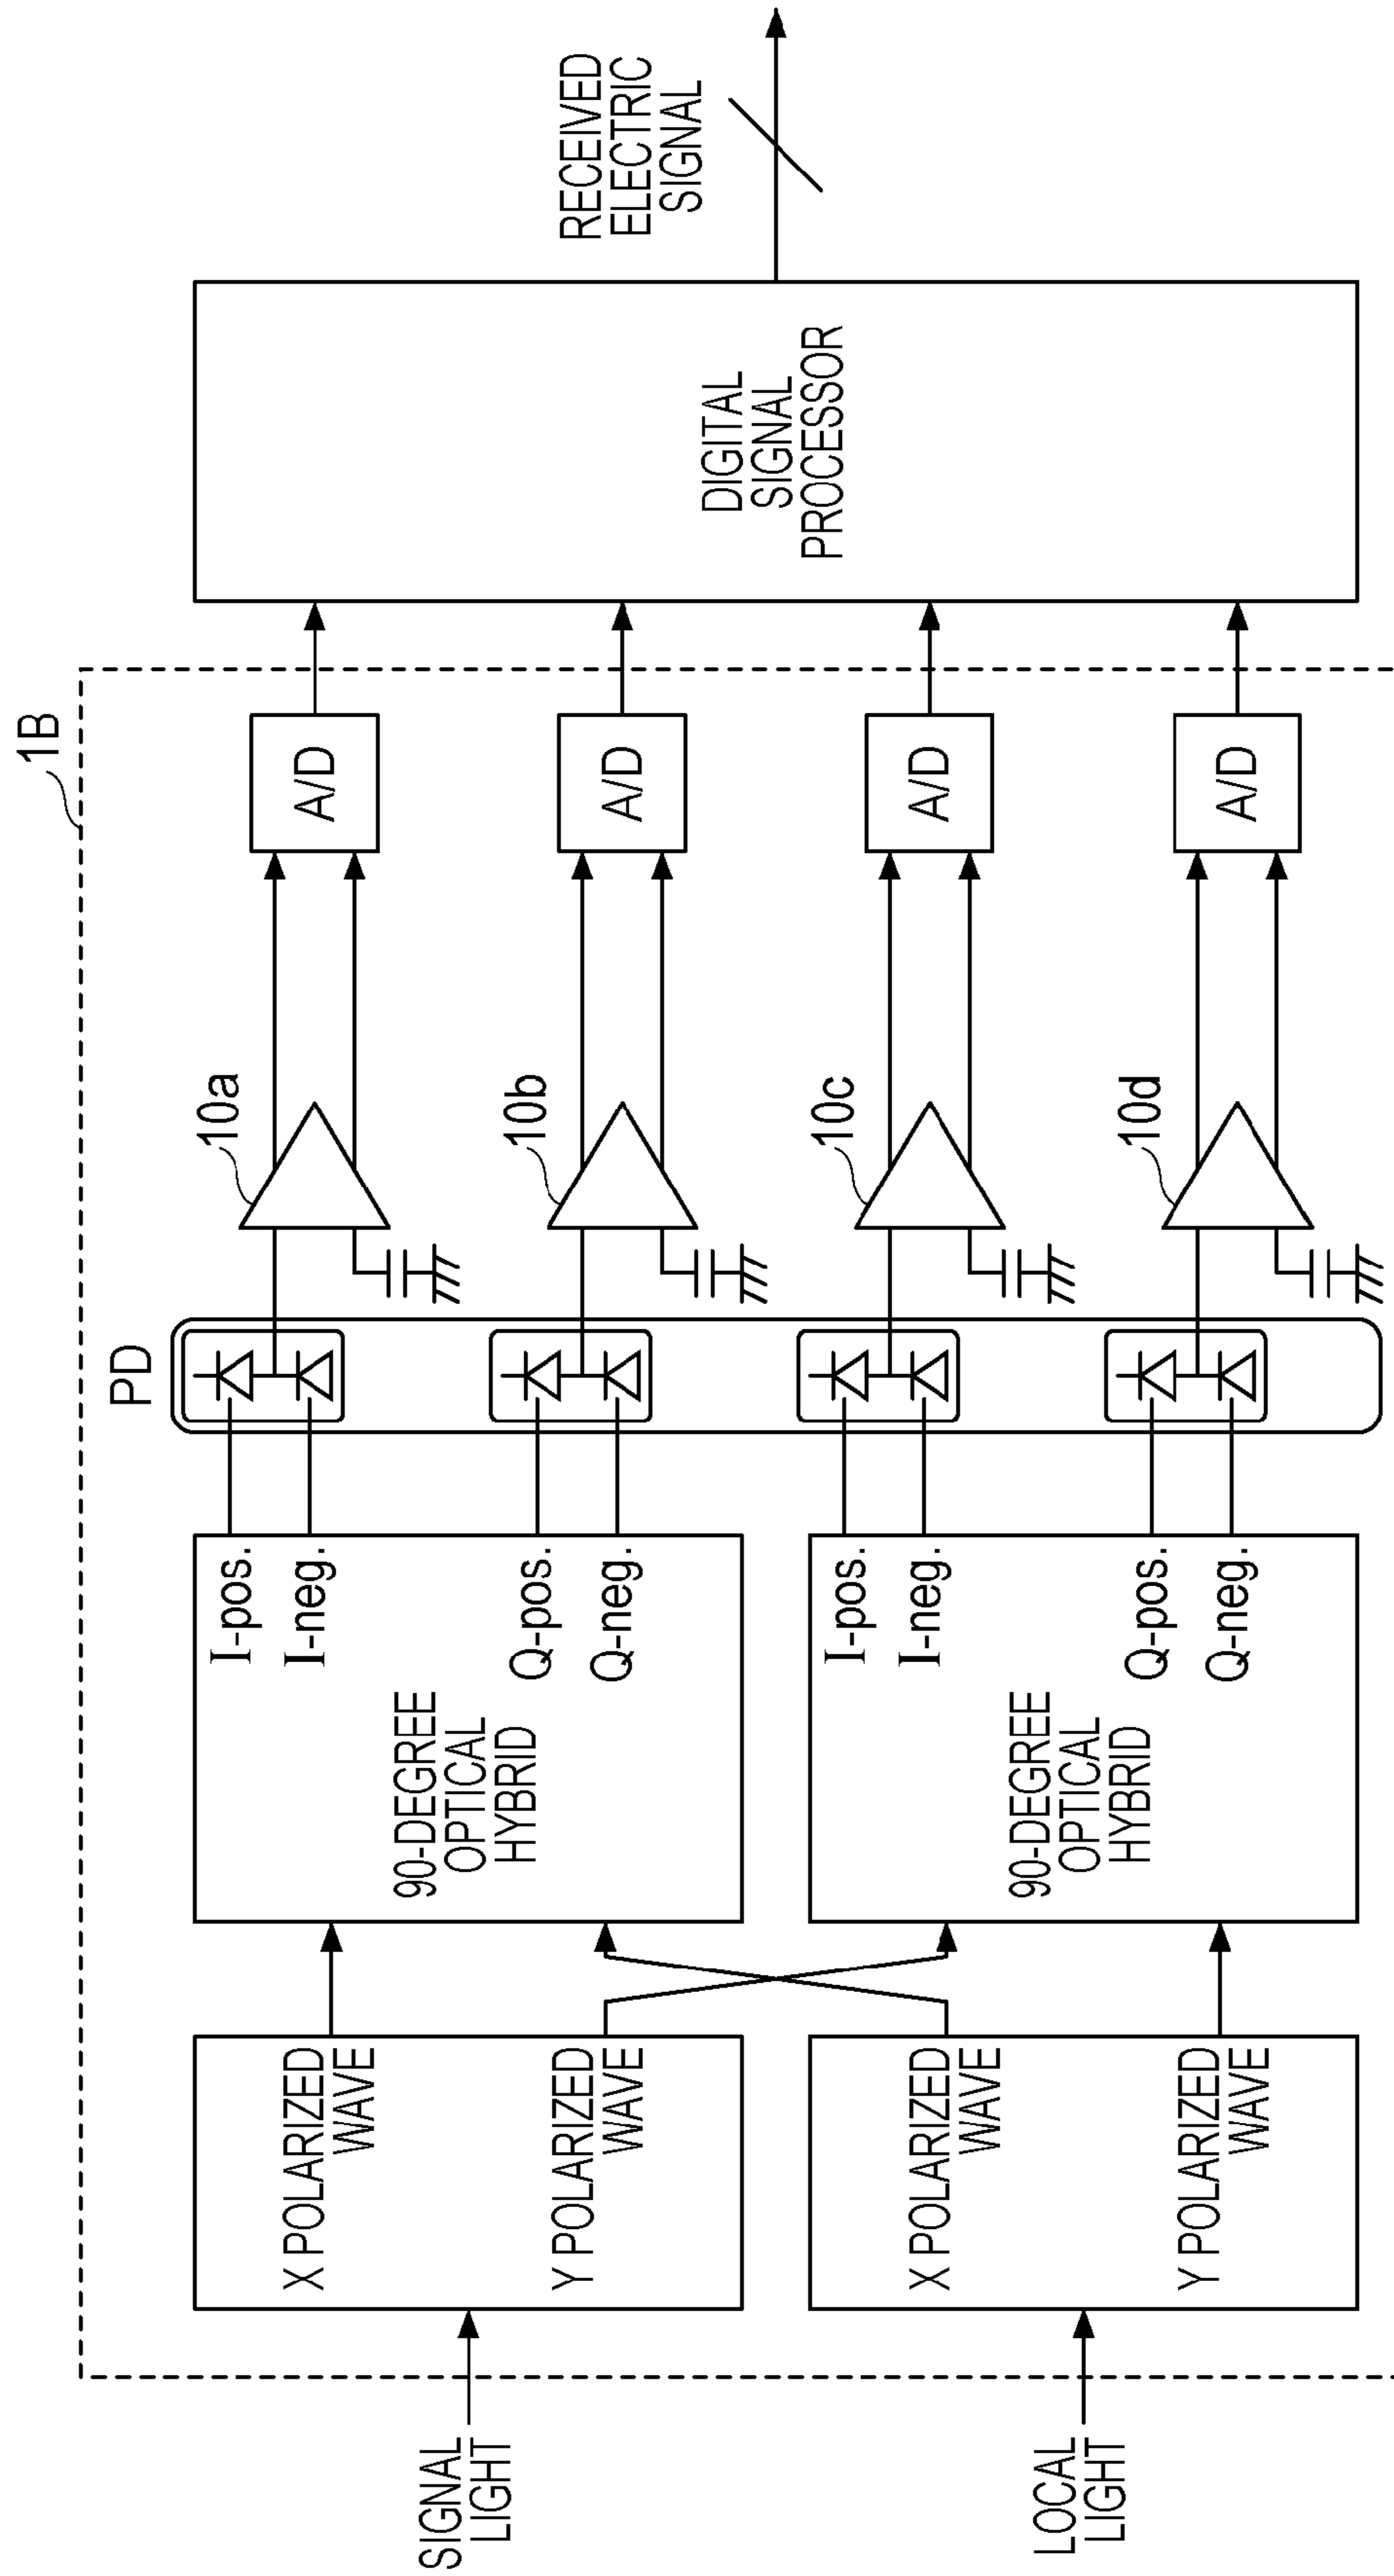 1B
SIGNAL
LIGHT
LOCAL
LIGHT
X POLARIZED
WAVE
Y POLARIZED
WAVE
X POLARIZED
WAVE
Y POLARIZED
WAVE
90-DEGREE
OPTICAL
HYBRID
I-pos.
I-neg.
Q-pos.
Q-neg.
90-DEGREE
OPTICAL
HYBRID
I-pos.
I-neg.
Q-pos.
Q-neg.
PD
10a
10b
10c
10d
A/D
A/D
A/D
A/D
DIGITAL
SIGNAL
PROCESSOR
RECEIVED
ELECTRIC
SIGNAL